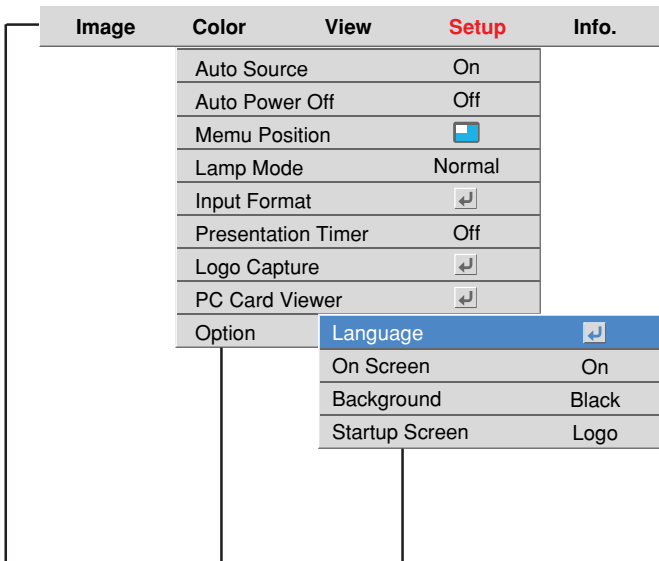 Image Color View Setup Info.
Auto Source On
Auto Power Off Off
Memu Position
Lamp Mode Normal
Input Format
Presentation Timer Off
Logo Capture
PC Card Viewer
Option Language
On Screen On
Background Black
Startup Screen Logo